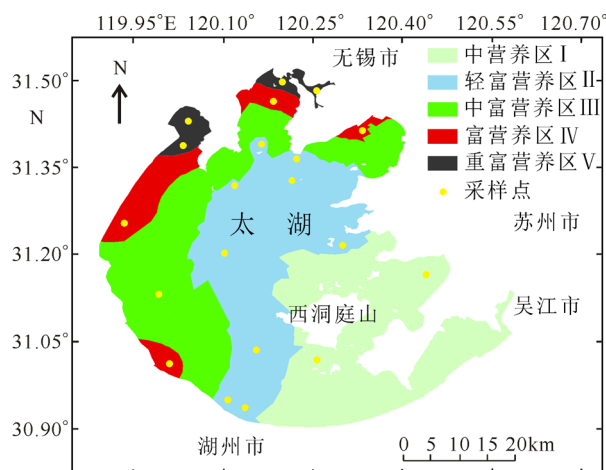 119.95°E 120.10 120.25° 120.40 120.55° 120.70
31.50°
N
31.35°
31.20°
31.05°
30.90°
N
无锡市
中营养区Ⅰ
轻富营养区Ⅱ
中富营养区Ⅲ
富营养区Ⅳ
重富营养区Ⅴ
采样点
太湖
苏州市
西洞庭山
吴江市
湖州市
0 5 10 15 20km